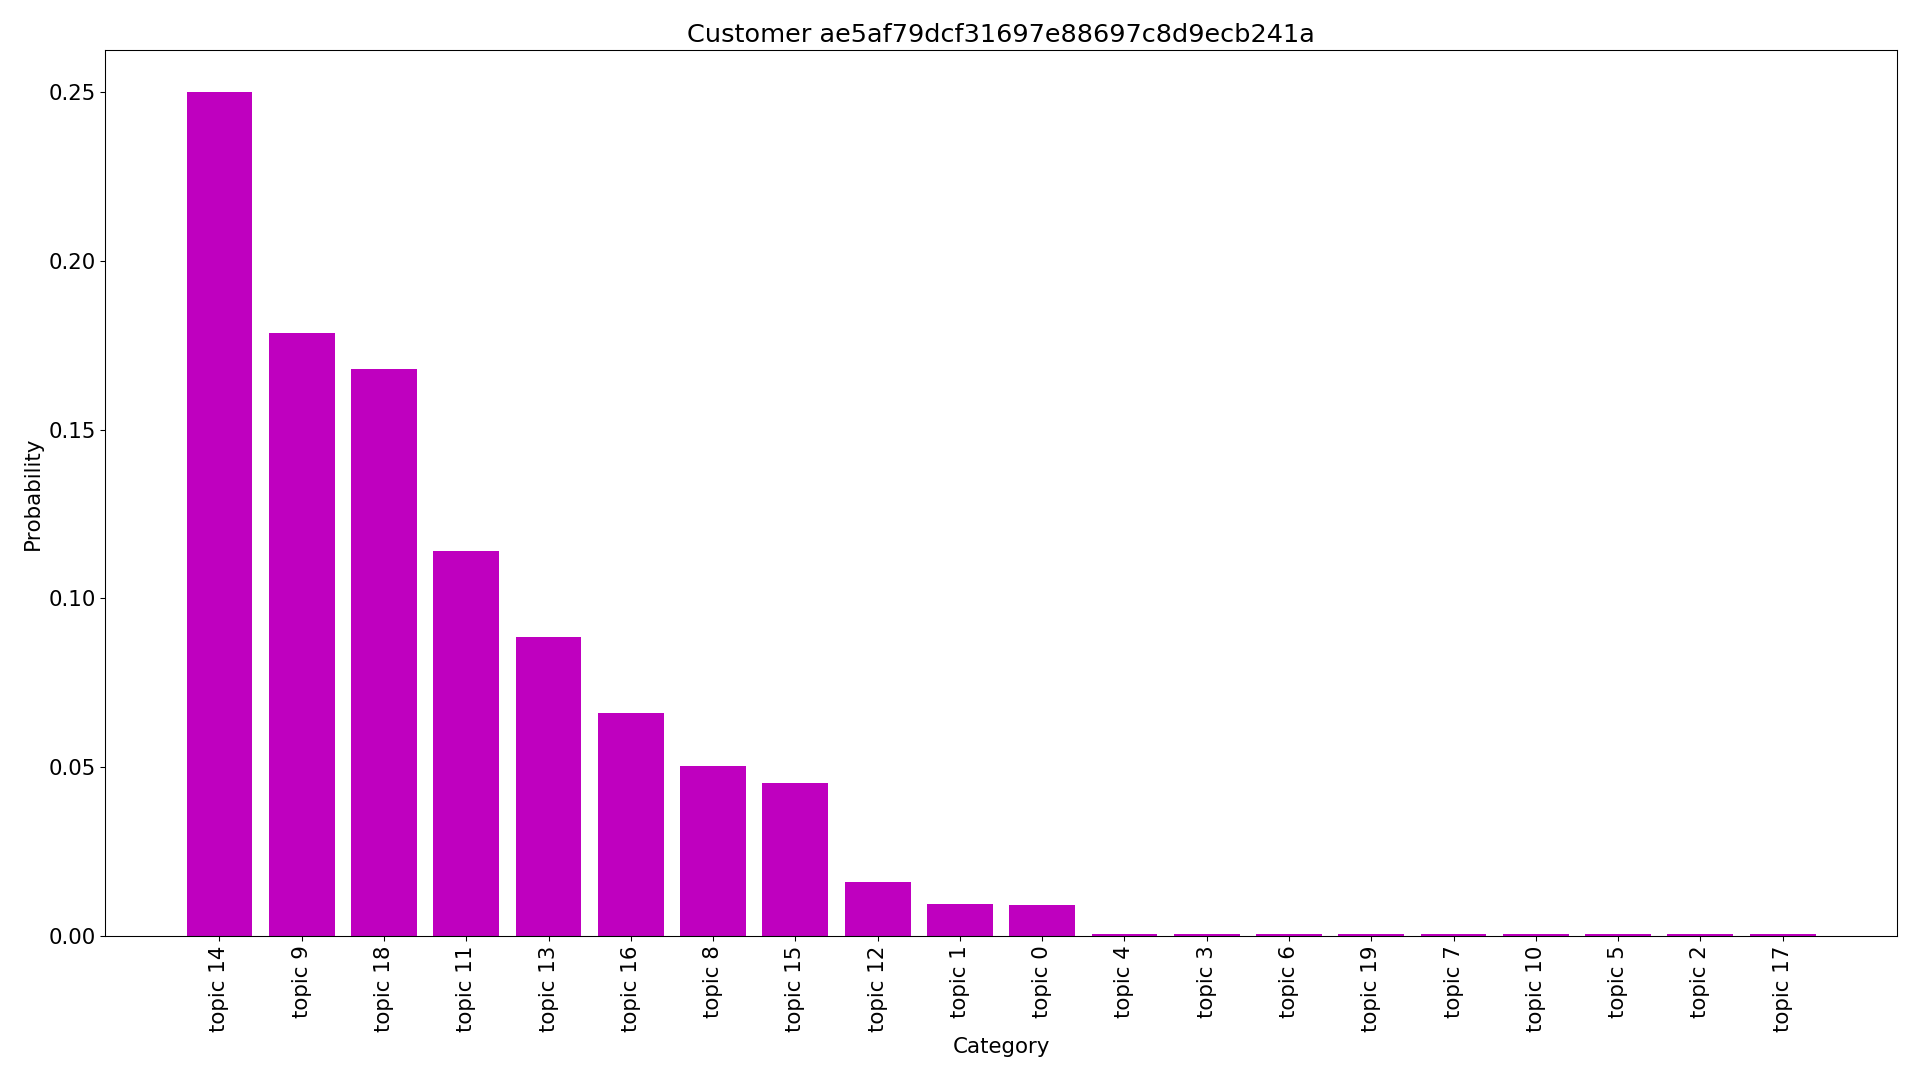 Customer ae5af79dcf31697e88697c8d9ecb241a
0.25
0.20
0.15
0.10
0.05
0.00
Probability
topic 14
topic 9
topic 18
topic 11
topic 13
topic 16
topic 8
topic 15
topic 12
topic 1
topic 0
topic 4
topic 3
topic 6
topic 19
topic 7
topic 10
topic 5
topic 2
topic 17
Category